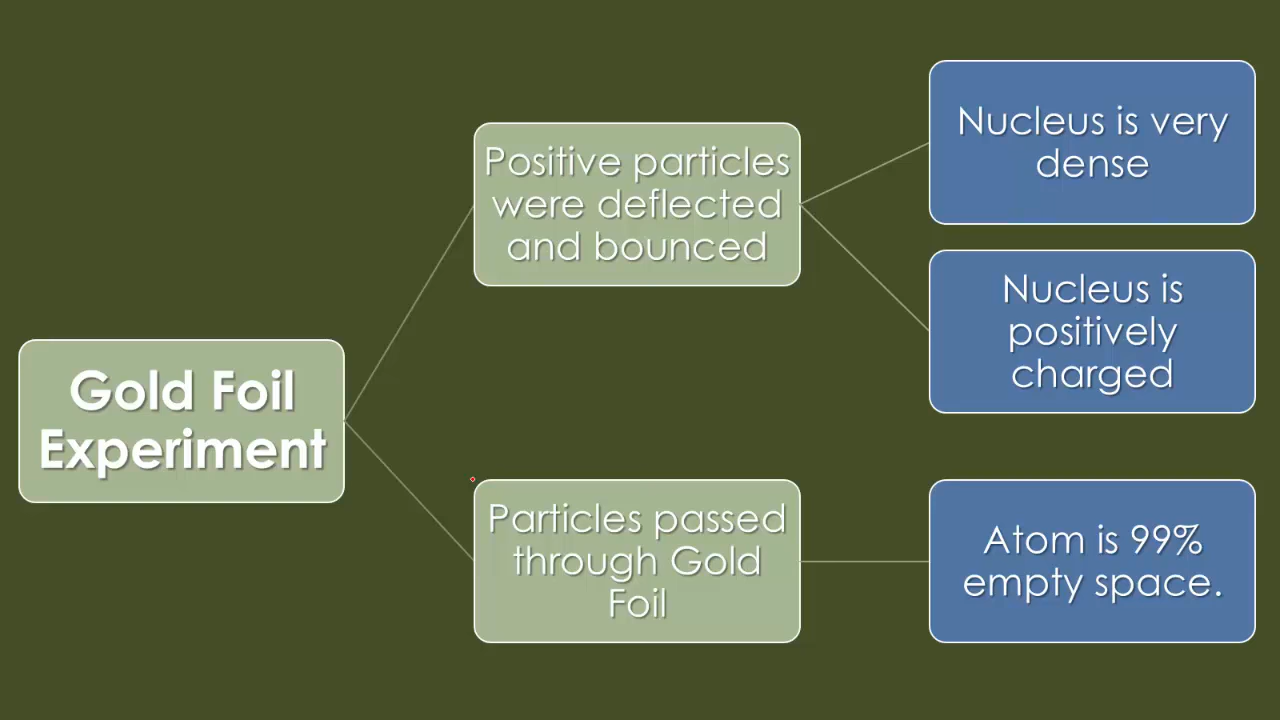 Gold Foil
Experiment
Positive particles
were deflected
and bounced
Nucleus is very
dense
Nucleus is
positively
charged
Particles passed
through Gold
Foil
Atom is 99%
empty space.